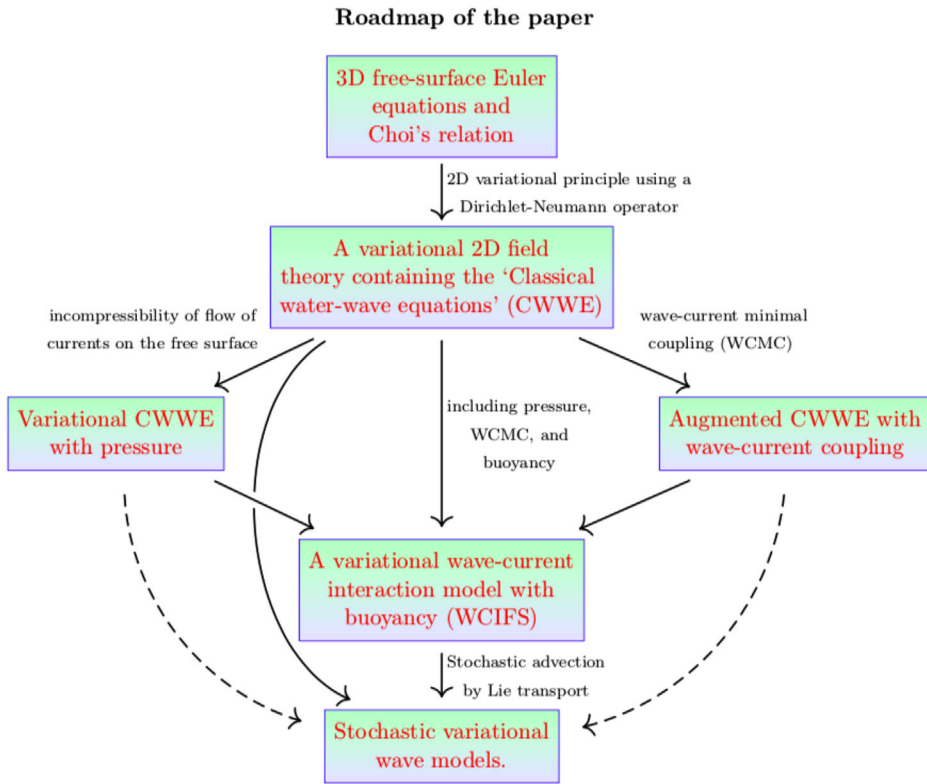 Roadmap of the paper
3D free-surface Euler
equations and
Choi's relation
2D variational principle using a
Dirichlet-Neumann operator
A variational 2D field
theory containing the ‘Classical
water-wave equations’ (CWWE)
incompressibility of flow of
currents on the free surface
wave-current minimal
coupling (WCMC)
Variational CWWE
with pressure
including pressure,
WCMC, and
buoyancy
Augmented CWWE with
wave-current coupling
A variational wave-current
interaction model with
buoyancy (WCIFS)
Stochastic advection
by Lie transport
Stochastic variational
wave models.